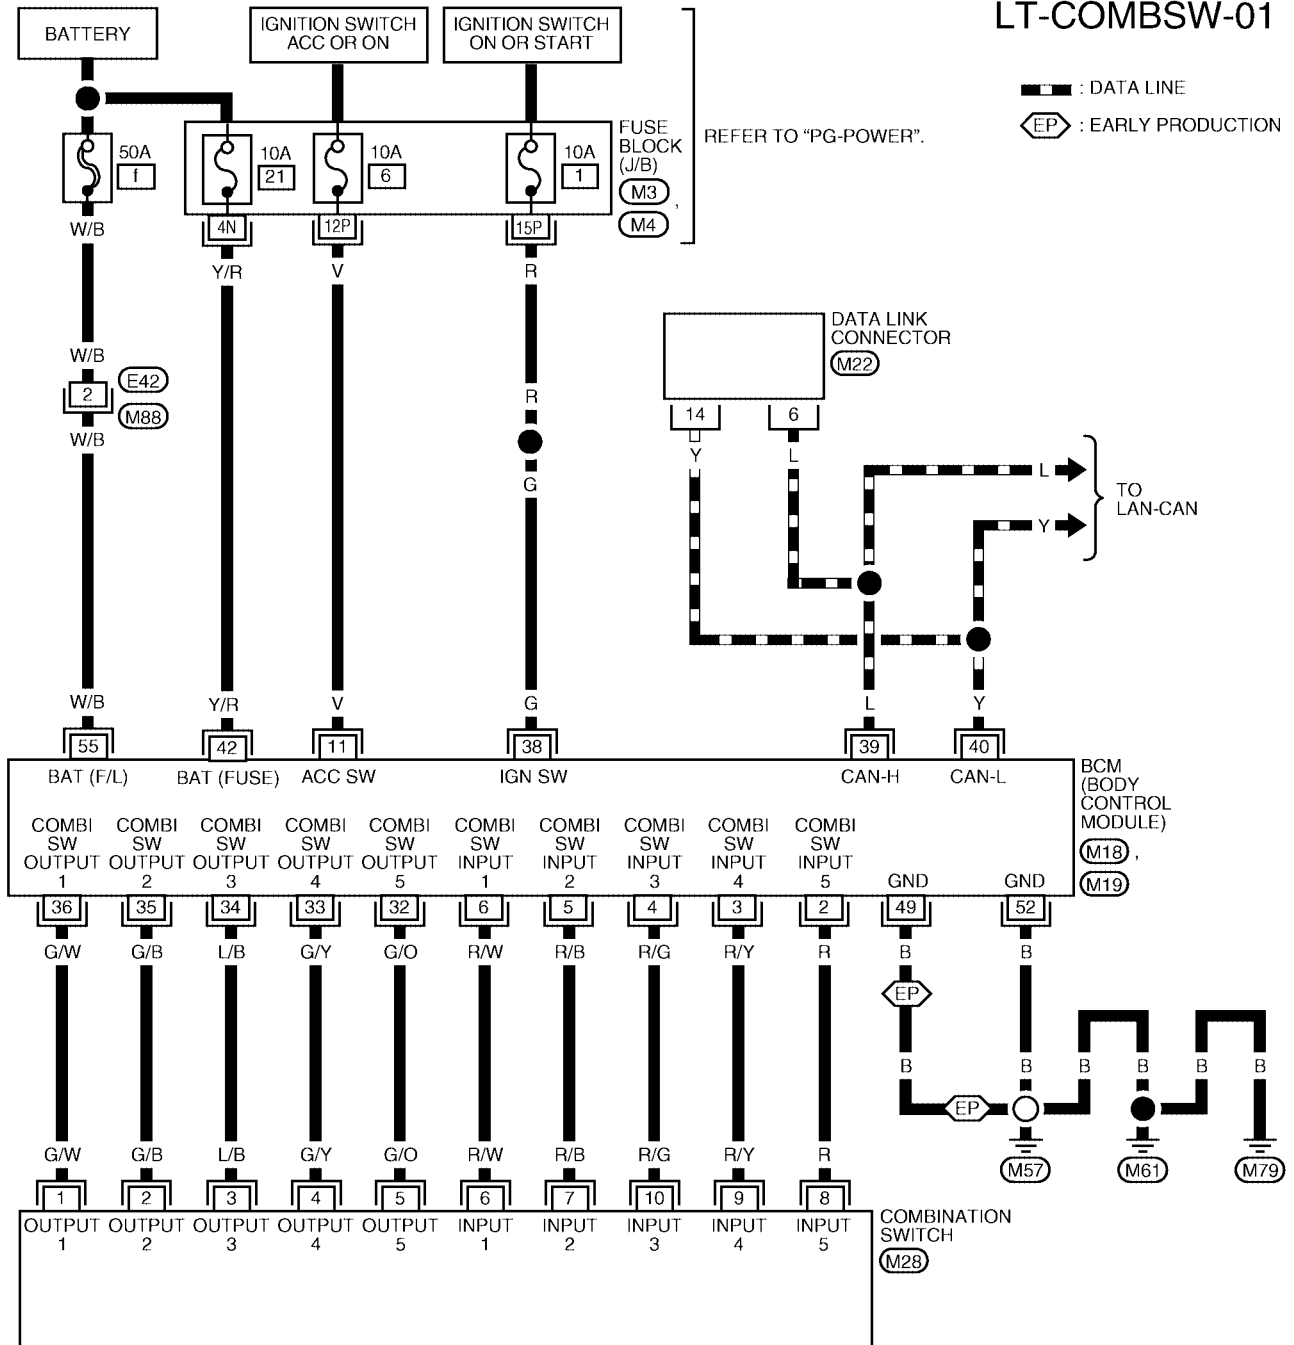 LT-COMBSW-01
BATTERY
IGNITION SWITCH
ACC OR ON
IGNITION SWITCH
ON OR START
: DATA LINE
EP : EARLY PRODUCTION
50A
f
10A
21
10A
6
10A
1
FUSE
BLOCK
(J/B)
M3 ,
M4
REFER TO “PG-POWER”.
4N
12P
15P
W/B
Y/R
V
R
DATA LINK
CONNECTOR
M22
W/B
2
E42
M88
W/B
R
G
14
6
Y
L
L
Y
TO
LAN-CAN
W/B
Y/R
V
G
L
Y
55
42
11
38
39
40
BAT (F/L)
BAT (FUSE)
ACC SW
IGN SW
CAN-H
CAN-L
BCM
(BODY
CONTROL
MODULE)
M18 ,
M19
COMBI
SW
OUTPUT
1
COMBI
SW
OUTPUT
2
COMBI
SW
OUTPUT
3
COMBI
SW
OUTPUT
4
COMBI
SW
OUTPUT
5
COMBI
SW
INPUT
1
COMBI
SW
INPUT
2
COMBI
SW
INPUT
3
COMBI
SW
INPUT
4
COMBI
SW
INPUT
5
GND
GND
36
35
34
33
32
6
5
4
3
2
49
52
G/W
G/B
L/B
G/Y
G/O
R/W
R/B
R/G
R/Y
R
B
B
EP
B
B
B
B
B
B
EP
M57
M61
M79
G/W
G/B
L/B
G/Y
G/O
R/W
R/B
R/G
R/Y
R
1
2
3
4
5
6
7
10
9
8
OUTPUT
1
OUTPUT
2
OUTPUT
3
OUTPUT
4
OUTPUT
5
INPUT
1
INPUT
2
INPUT
3
INPUT
4
INPUT
5
COMBINATION
SWITCH
M28